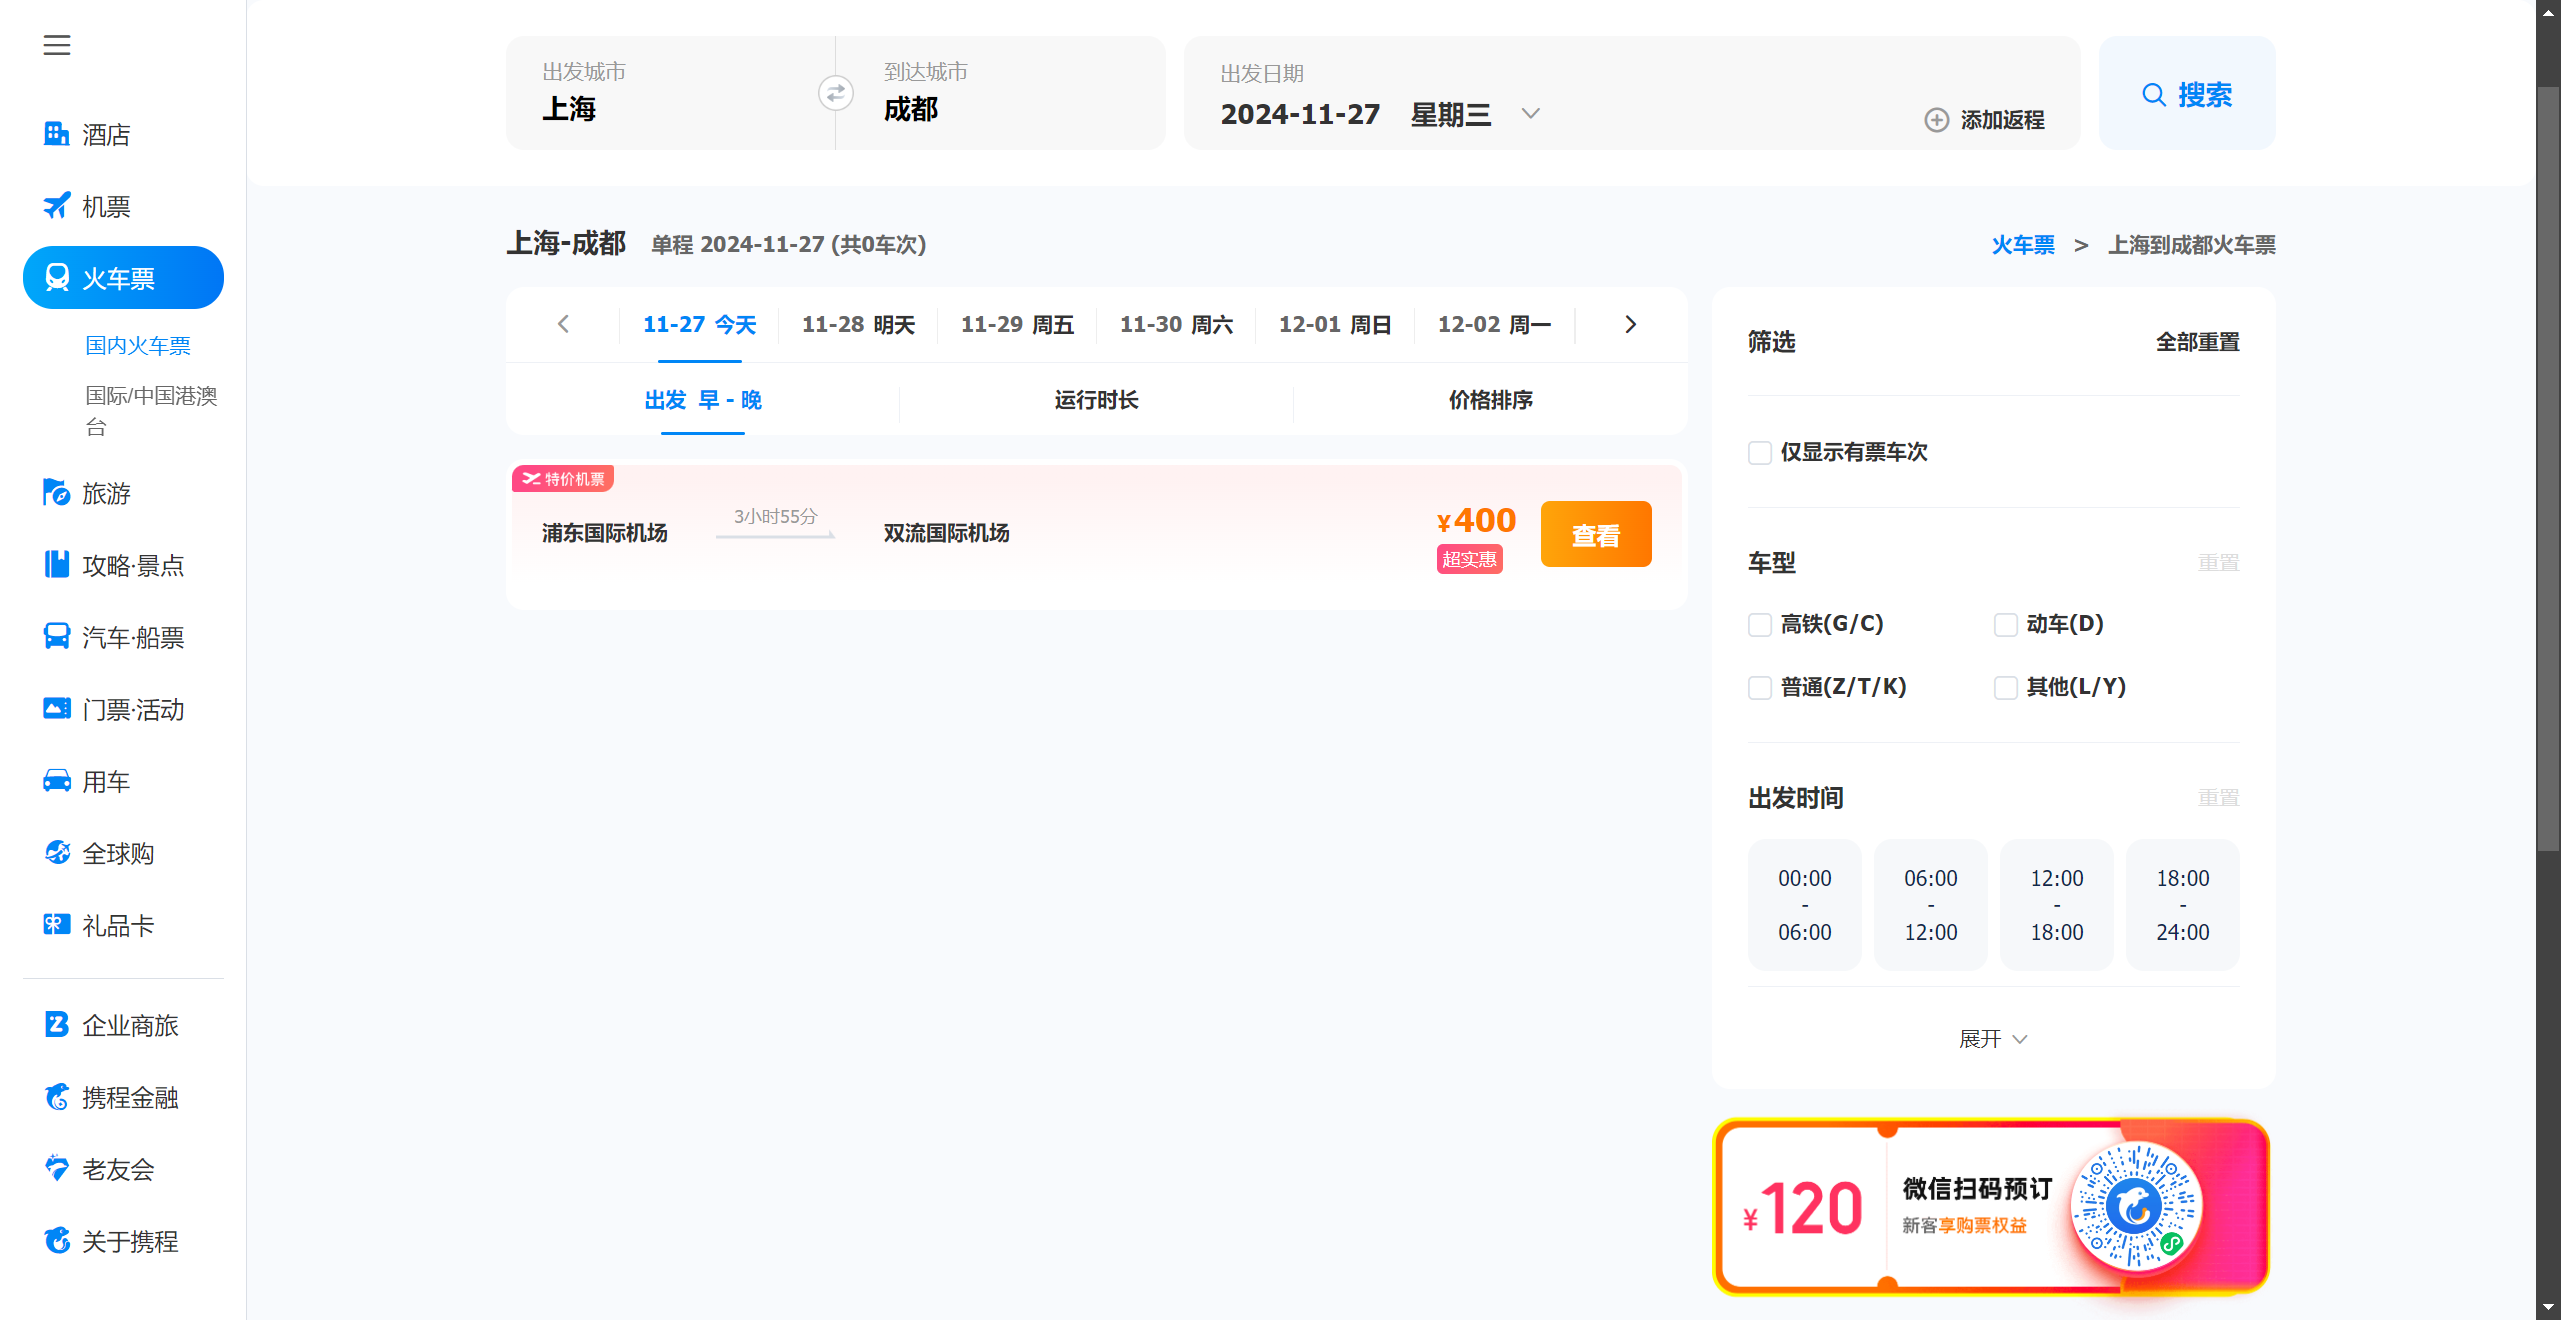 酒店
机票
火车票
国内火车票
国际/中国港澳
台
旅游
攻略·景点
汽车·船票
门票·活动
用车
全球购
礼品卡
企业商旅
携程金融
老友会
关于携程
出发城市
上海
到达城市
成都
出发日期
2024-11-27 星期三
添加返程
搜索
上海-成都 单程 2024-11-27 (共0车次)
火车票 > 上海到成都火车票
11-27 今天 11-28 明天 11-29 周五 11-30 周六 12-01 周日 12-02 周一
出发 早 - 晚 运行时长 价格排序
特价机票
浦东国际机场 3小时55分 双流国际机场
¥400
超实惠
查看
筛选 全部重置
仅显示有票车次
车型 重置
高铁(G/C) 动车(D)
普通(Z/T/K) 其他(L/Y)
出发时间 重置
00:00 - 06:00
06:00 - 12:00
12:00 - 18:00
18:00 - 24:00
展开
¥120
微信扫码预订
新客享购票权益